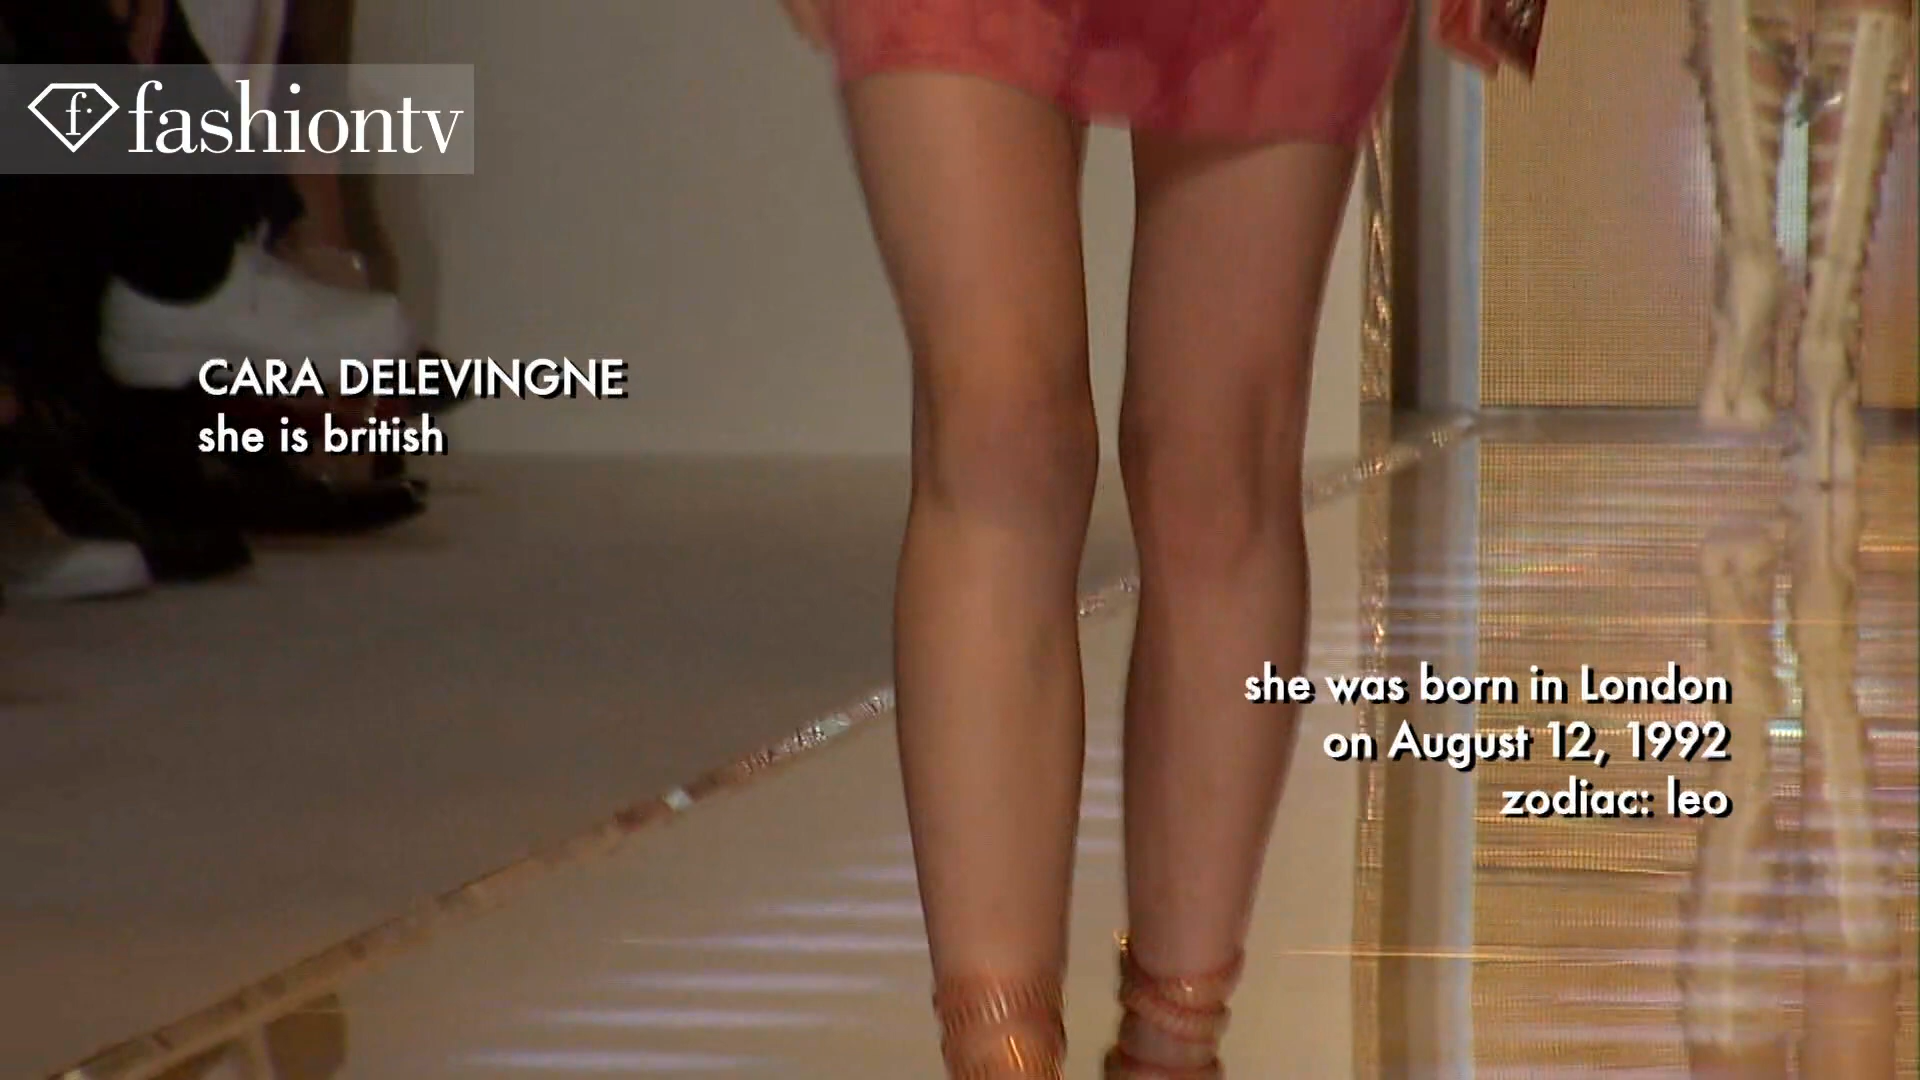 fashiontv
CARA DELEVINGNE
she is british
she was born in London
on August 12, 1992
zodiac: leo